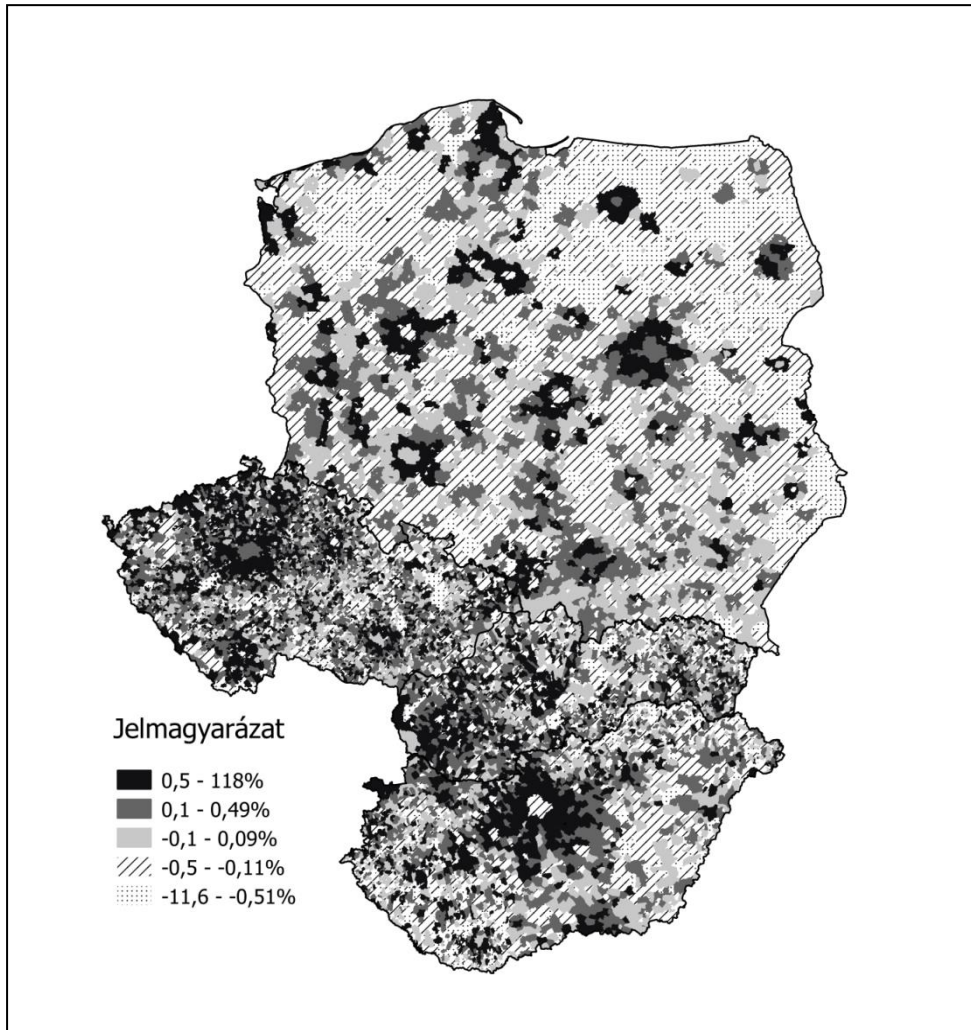 Jelmagyarázat
0,5 - 118%
0,1 - 0,49%
-0,1 - 0,09%
-0,5 - -0,11%
-11,6 - -0,51%